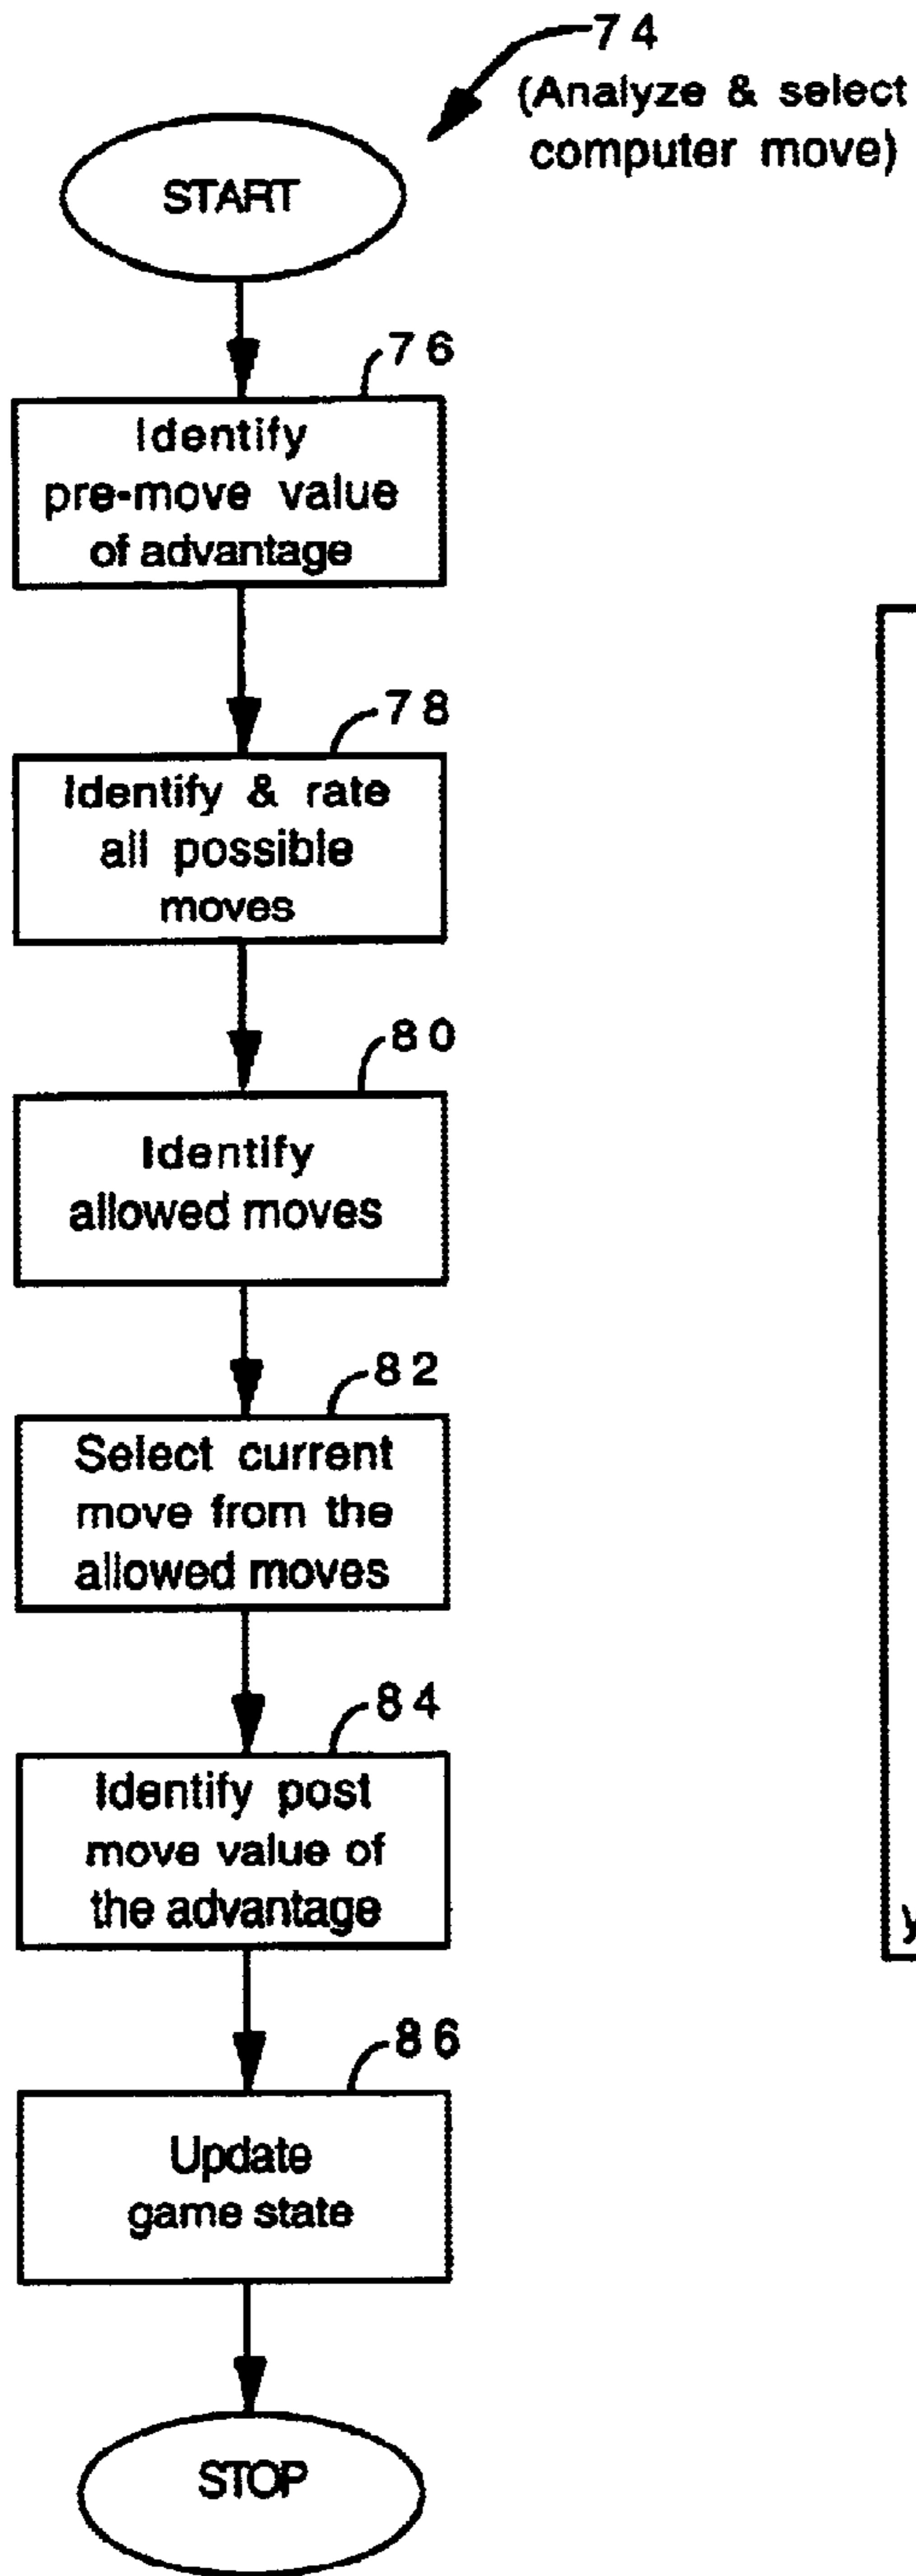 74
(Analyze & select
computer move)
START
76
Identify
pre-move value
of advantage
78
Identify & rate
all possible
moves
80
Identify
allowed moves
82
Select current
move from the
allowed moves
84
Identify post
move value of
the advantage
y
86
Update
game state
STOP